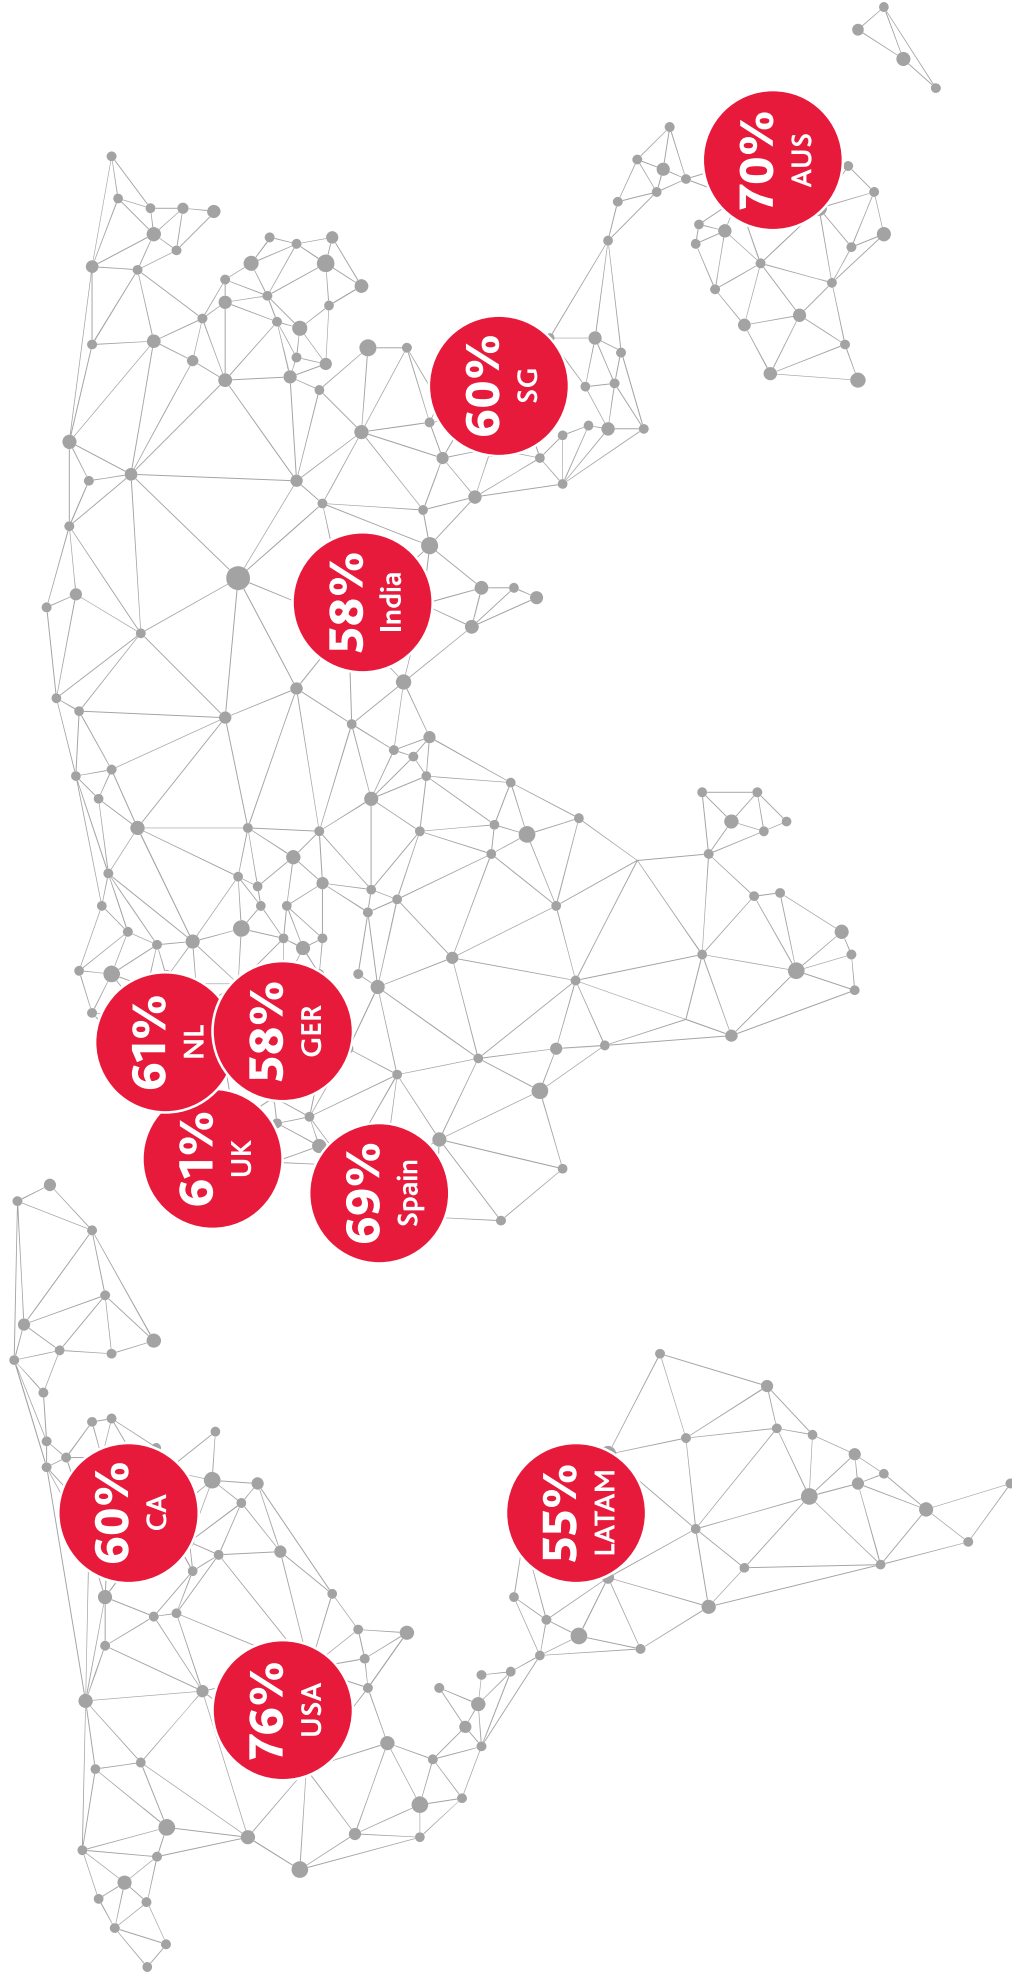 60%
CA
76%
USA
55%
LATAM
61%
UK
61%
NL
58%
GER
69%
Spain
58%
India
60%
SG
70%
AUS